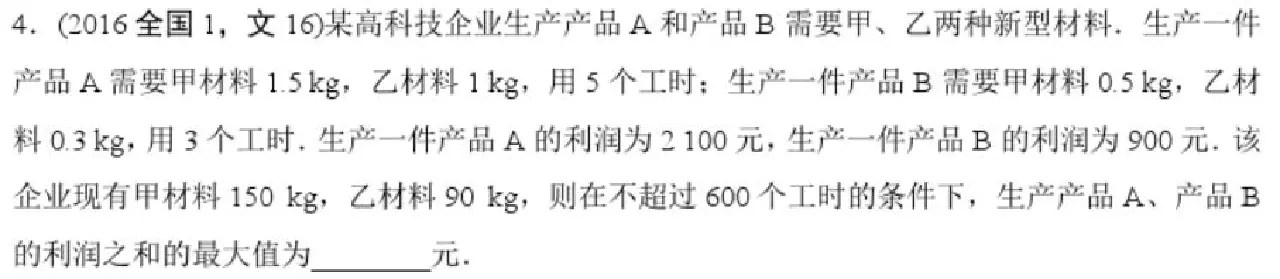 4．(2016 全国 1，文 16)某高科技企业生产产品 A 和产品 B 需要甲、乙两种新型材料．生产一件
产品 A 需要甲材料 1.5 kg，乙材料 1 kg，用 5 个工时；生产一件产品 B 需要甲材料 0.5 kg，乙材
料 0.3 kg，用 3 个工时．生产一件产品 A 的利润为 2 100 元，生产一件产品 B 的利润为 900 元．该
企业现有甲材料 150 kg，乙材料 90 kg，则在不超过 600 个工时的条件下，生产产品 A、产品 B
的利润之和的最大值为________元．